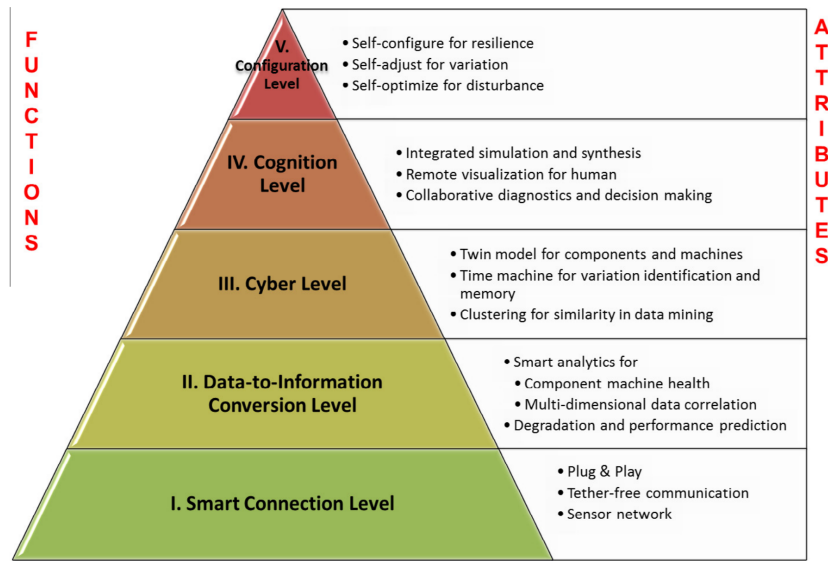 FUNCTIONS
ATTRIBUTES
V.
Configuration
Level
• Self-configure for resilience
• Self-adjust for variation
• Self-optimize for disturbance
IV. Cognition
Level
• Integrated simulation and synthesis
• Remote visualization for human
• Collaborative diagnostics and decision making
III. Cyber Level
• Twin model for components and machines
• Time machine for variation identification and
memory
• Clustering for similarity in data mining
II. Data-to-Information
Conversion Level
• Smart analytics for
• Component machine health
• Multi-dimensional data correlation
• Degradation and performance prediction
I. Smart Connection Level
• Plug & Play
• Tether-free communication
• Sensor network